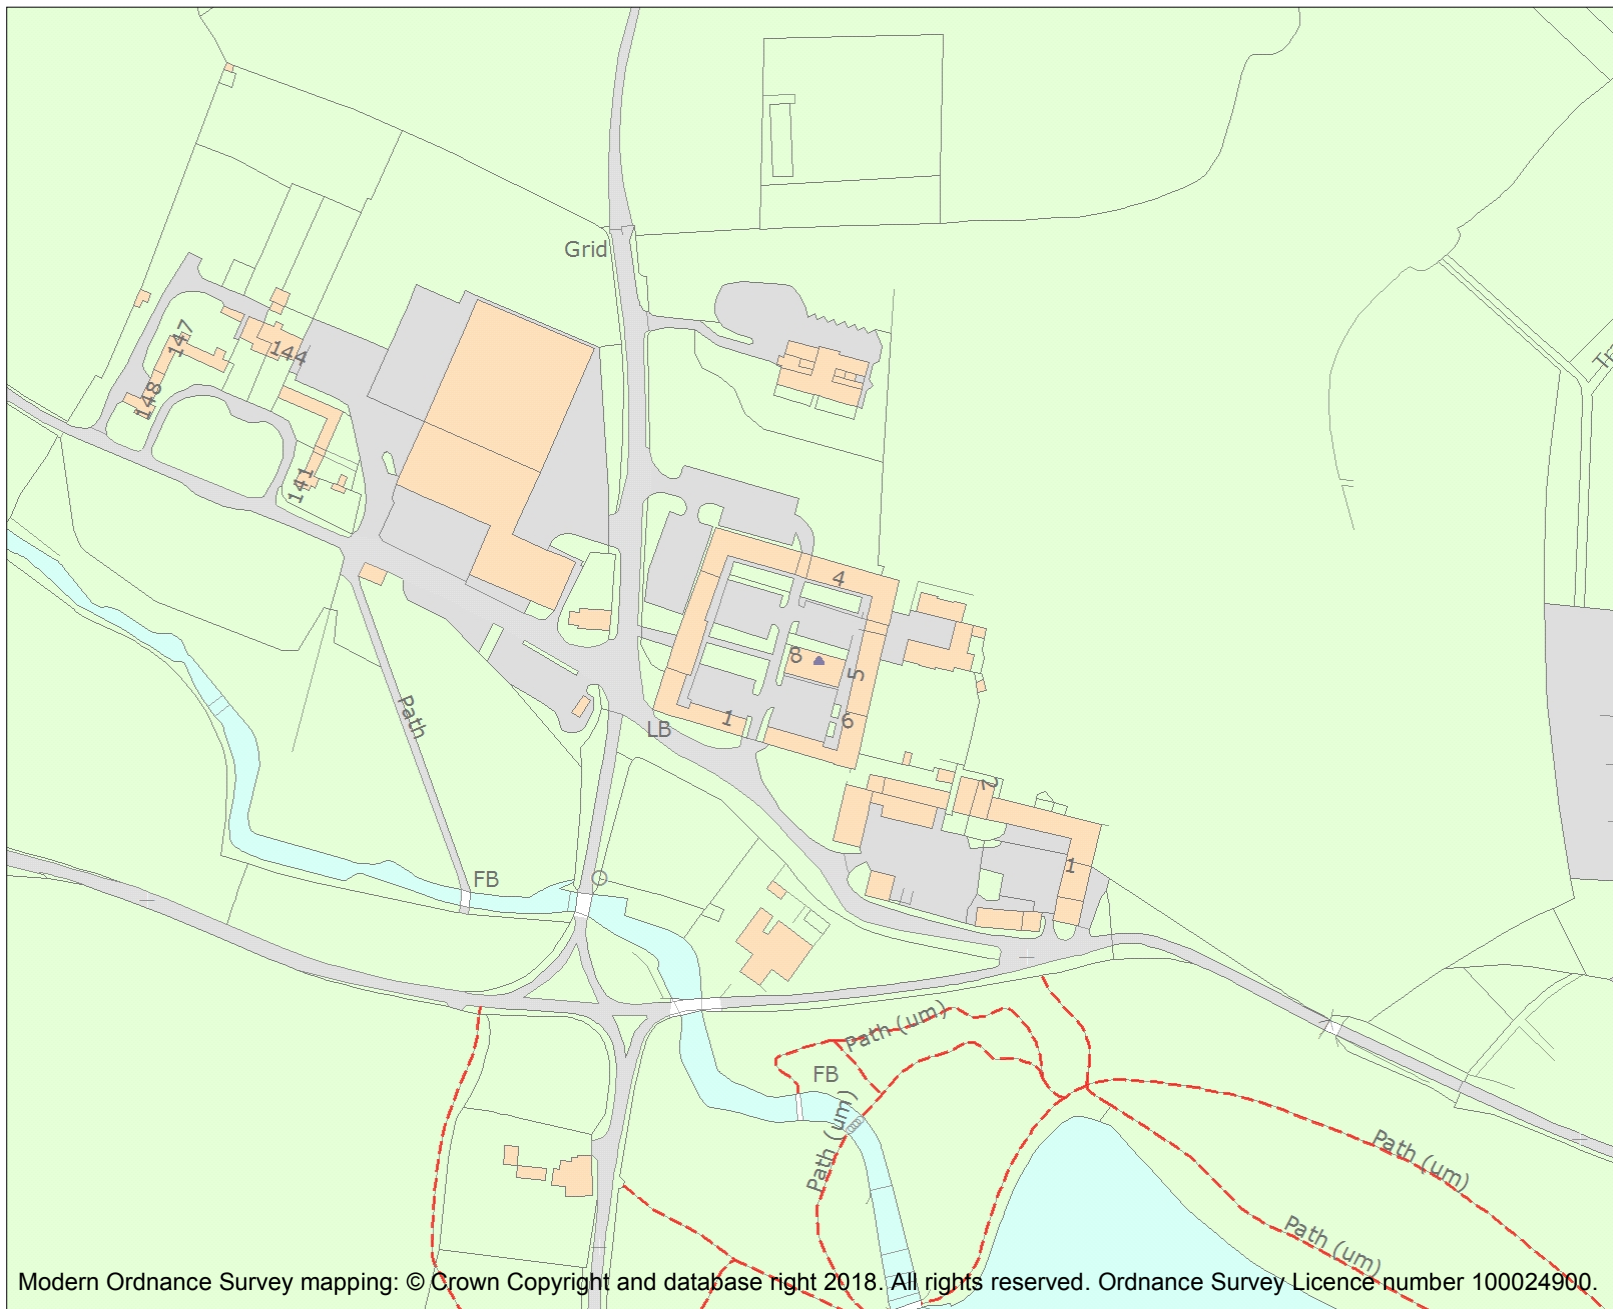 Grid
147
144
148
141
4
8
5
Path
1
6
LB
2
1
FB
Path (um)
FB
Path (um)
Path (um)
Path (um)
Modern Ordnance Survey mapping: © Crown Copyright and database right 2018. All rights reserved. Ordnance Survey Licence number 100024900.